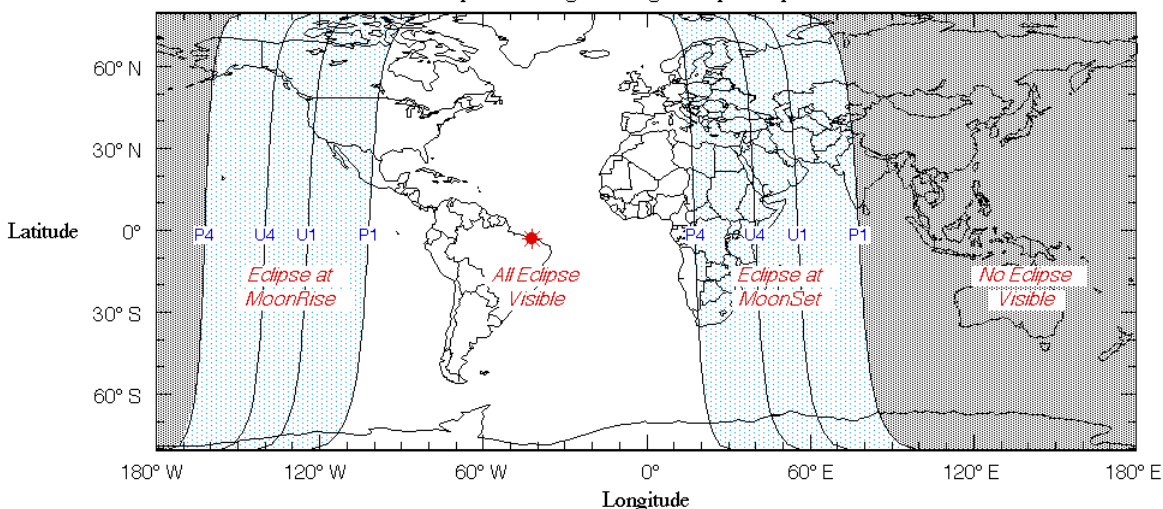 60° N
30° N
Latitude
0°
P4 U4 U1 P1 P4 U4 U1 P1
Eclipse at
MoonRise
All Eclipse
Visible
Eclipse at
MoonSet
No Eclipse
Visible
30° S
60° S
180° W 120° W 60° W 0° 60° E 120° E 180° E
Longitude